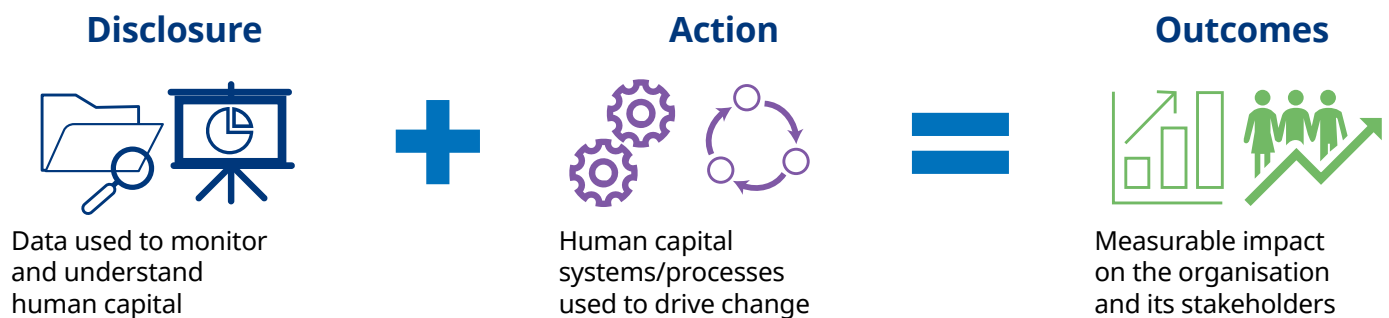 Disclosure
Data used to monitor
and understand
human capital
Action
Human capital
systems/processes
used to drive change
Outcomes
Measurable impact
on the organisation
and its stakeholders